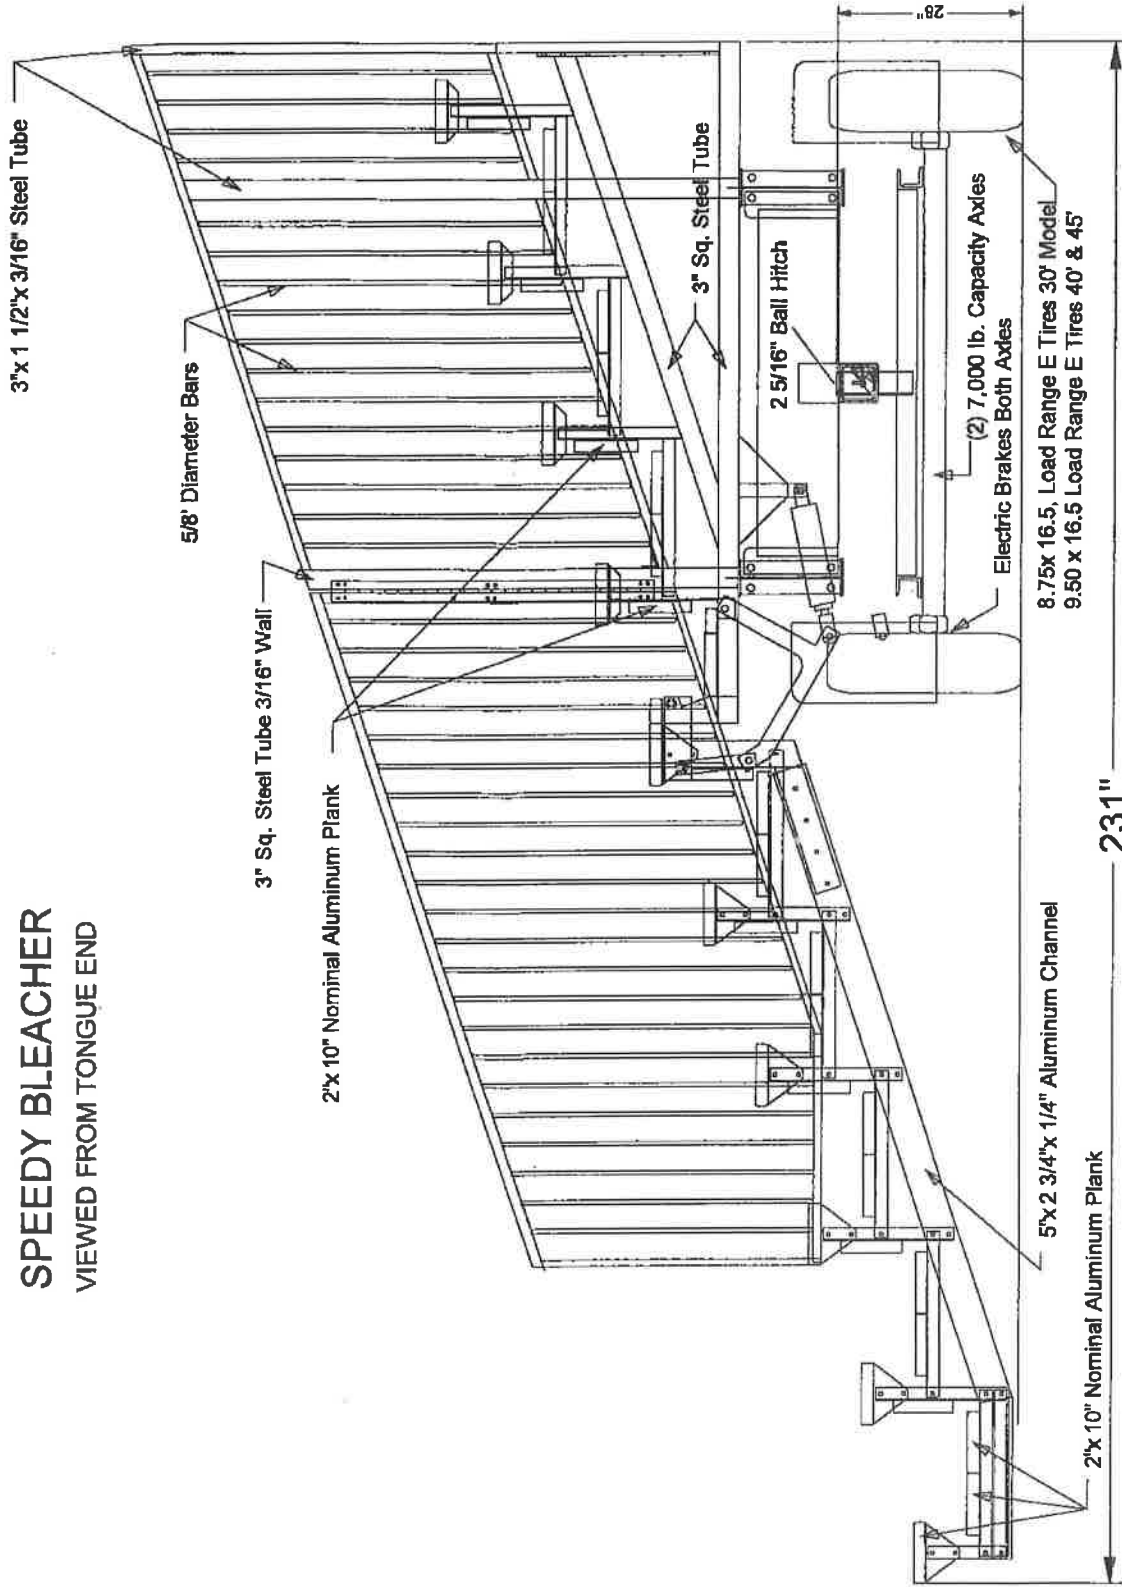 SPEEDY BLEACHER
VIEWED FROM TONGUE END
3"x 1 1/2"x 3/16" Steel Tube
5/8' Diameter Bars
3" Sq. Steel Tube 3/16" Wall
2"x 10" Nominal Aluminum Plank
3" Sq. Steel Tube
2 5/16" Ball Hitch
28"
(2) 7,000 lb. Capacity Axles
Electric Brakes Both Axles
8.75x 16.5, Load Range E Tires 30' Model
9.50 x 16.5 Load Range E Tires 40' & 45'
5"x 2 3/4"x 1/4" Aluminum Channel
2"x 10" Nominal Aluminum Plank
231"